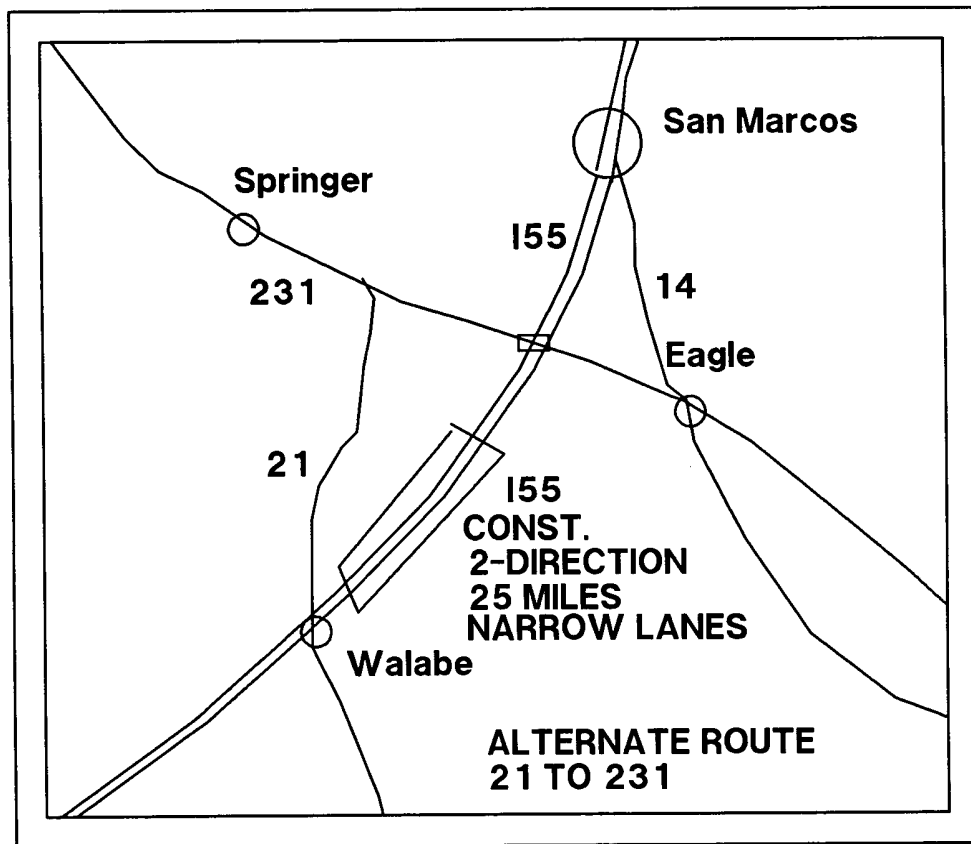 San Marcos
Springer
I55
231
14
Eagle
21
I55
CONST.
2-DIRECTION
25 MILES
NARROW LANES
Walabe
ALTERNATE ROUTE
21 TO 231